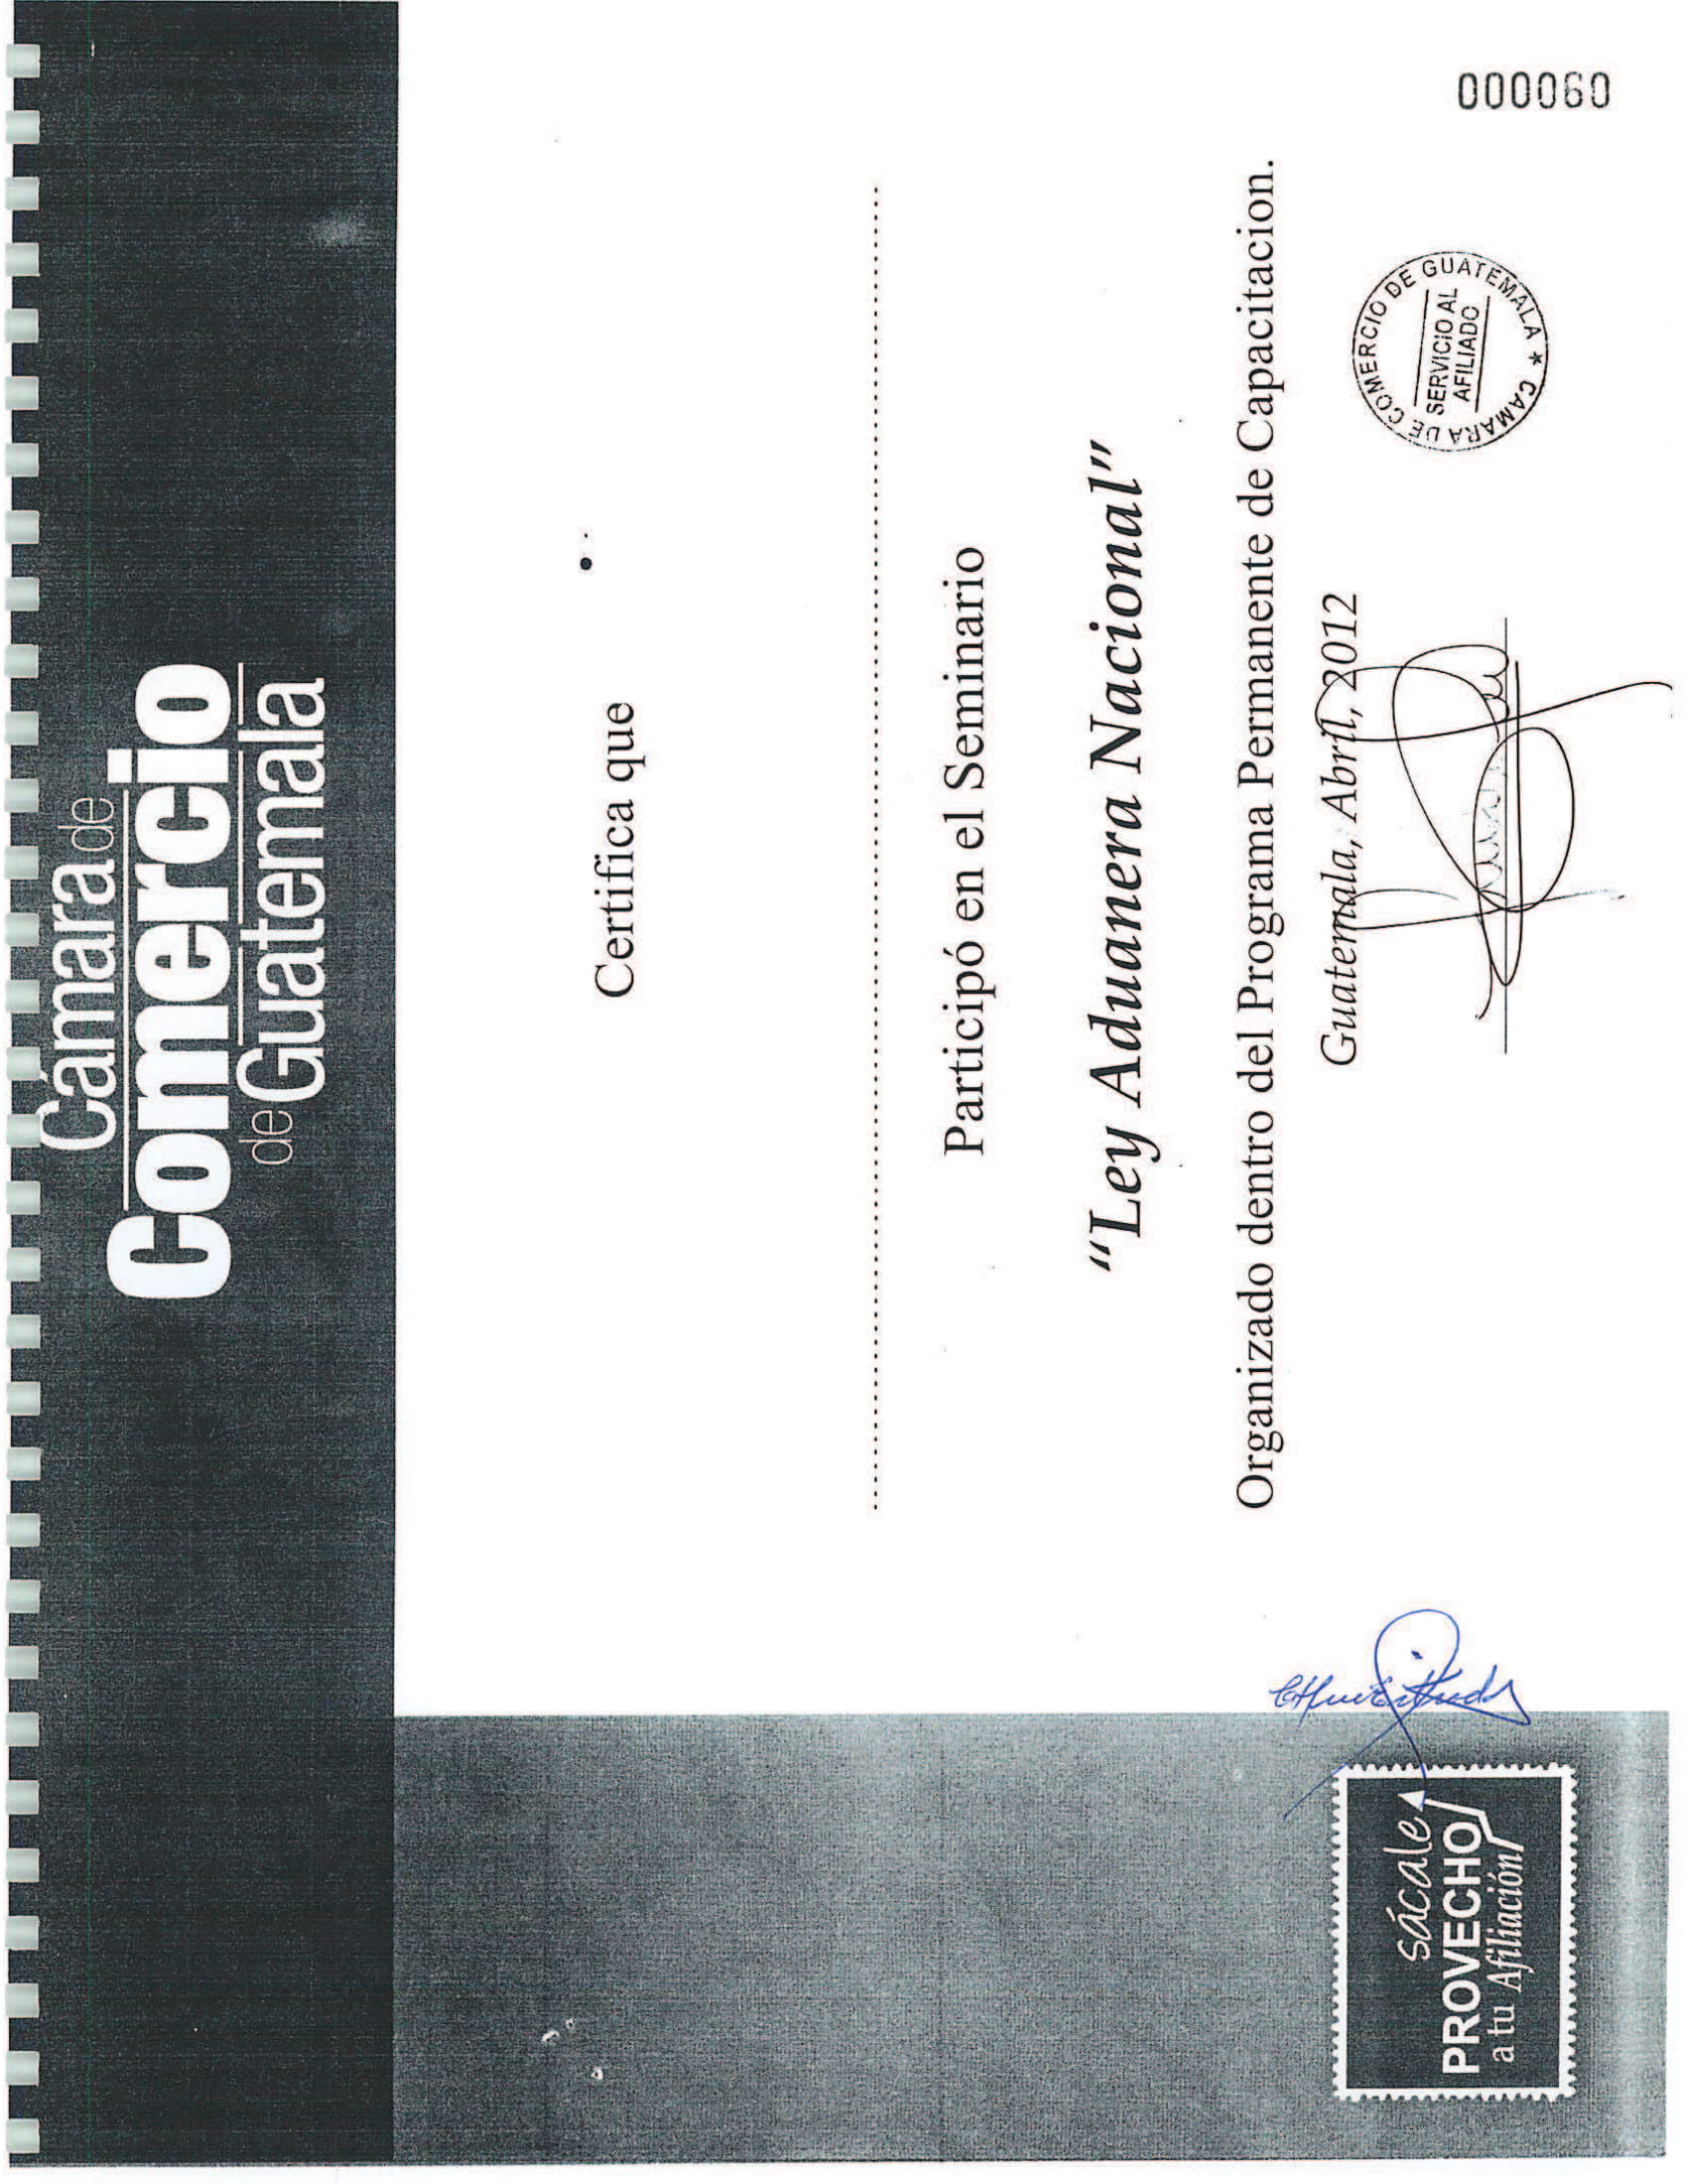 Cámara de
Comercio
de Guatemala
Certifica que
Participó en el Seminario
"Ley Aduanera Nacional"
Organizado dentro del Programa Permanente de Capacitacion.
Guatemala, Abril, 2012
CAMARA DE COMERCIO DE GUATEMALA *
SERVICIO AL
AFILIADO
sácale
PROVECHO
a tu Afiliación
000060